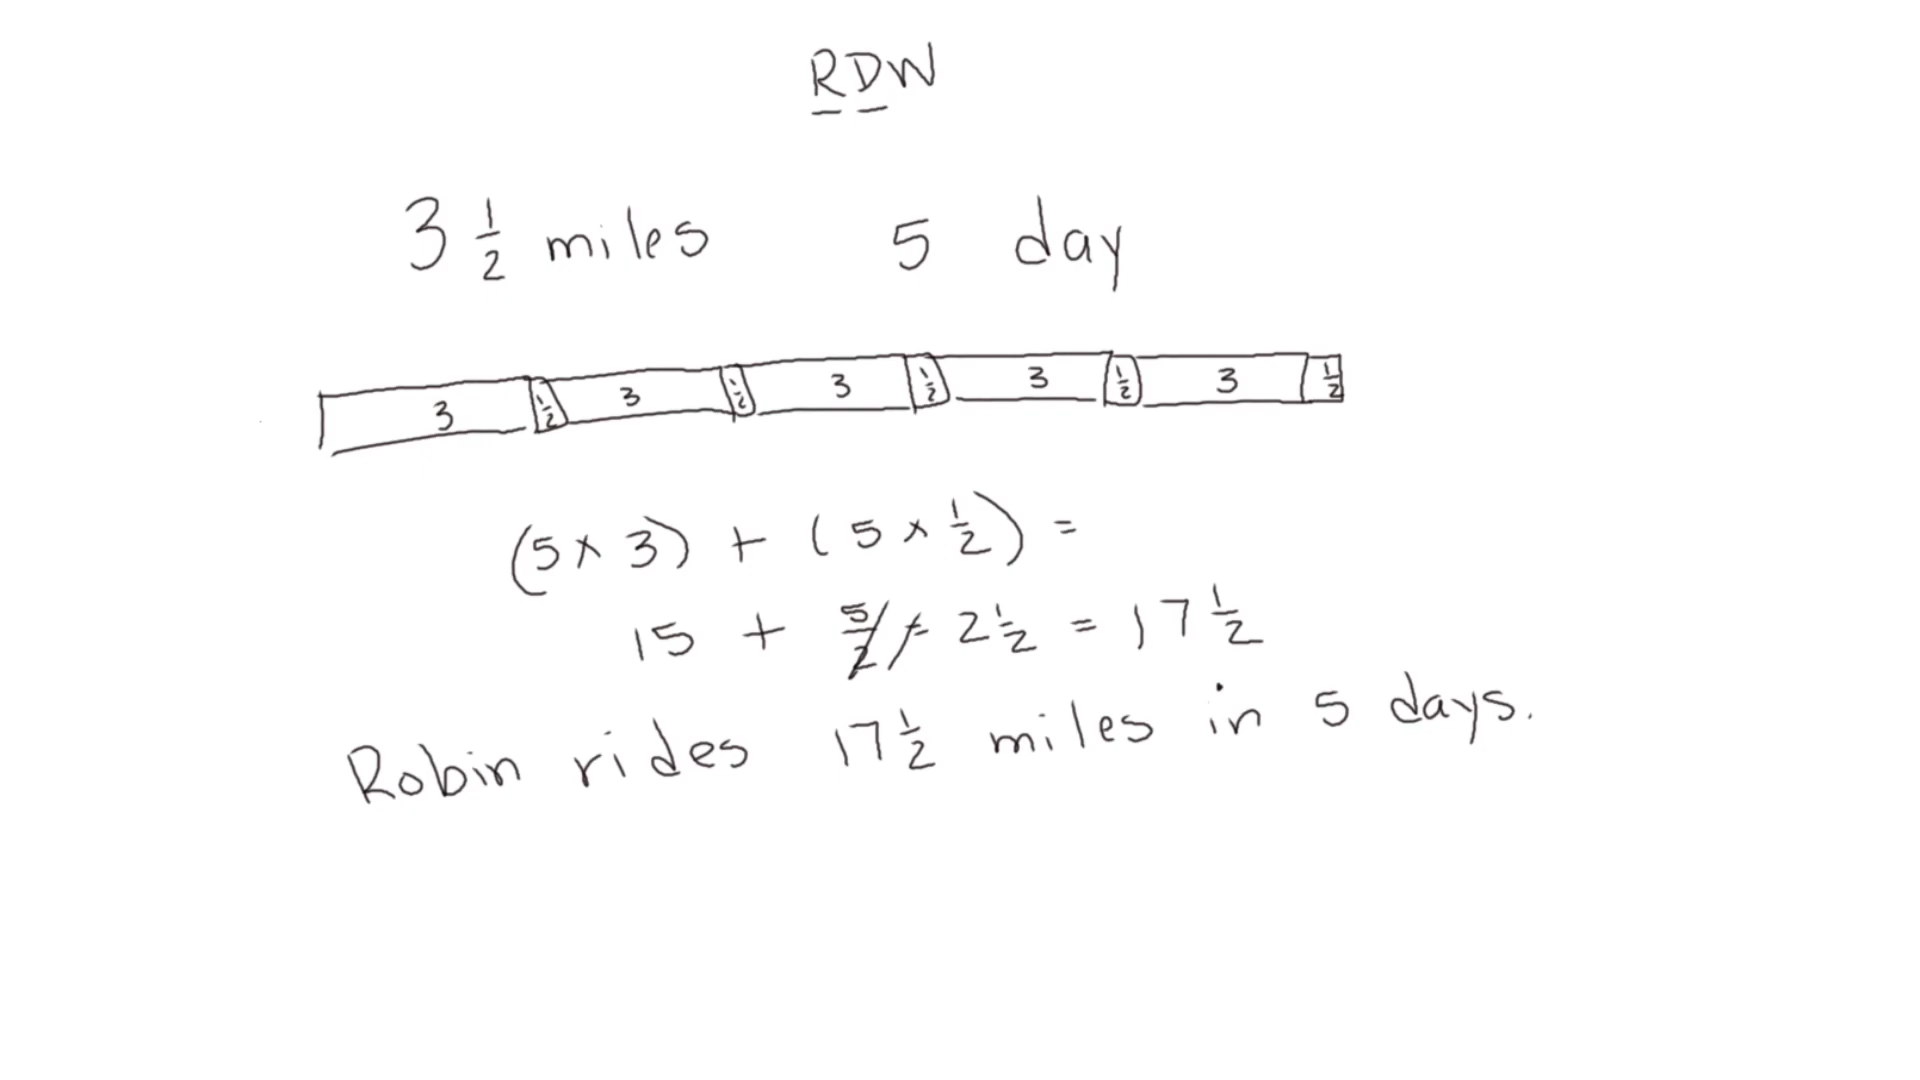 RDW
3 1/2 miles 5 day
3 1/2 3 1/2 3 1/2 3 1/2 3 1/2
(5 × 3) + (5 × 1/2) =
15 + 5/2 = 2 1/2 = 17 1/2
Robin rides 17 1/2 miles in 5 days.